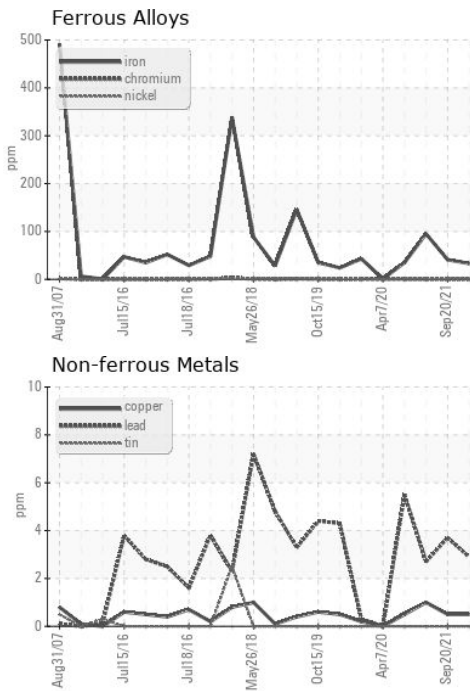 Ferrous Alloys
500
400
300
200
100
0
ppm
iron
chromium
nickel
Aug31/07
Jul15/16
Jul18/16
May26/18
Oct15/19
Apr7/20
Sep20/21
Non-ferrous Metals
10
8
6
4
2
0
ppm
copper
lead
tin
Aug31/07
Jul15/16
Jul18/16
May26/18
Oct15/19
Apr7/20
Sep20/21